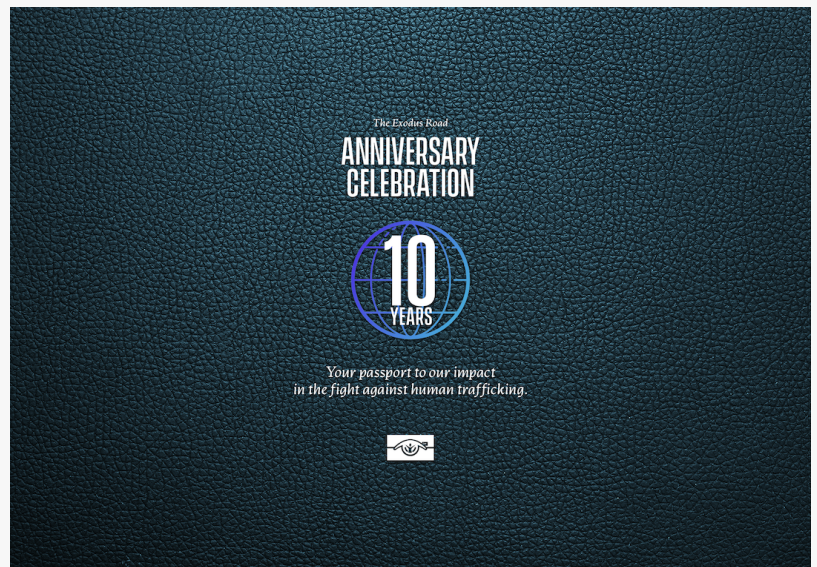 The Exodus Road
ANNIVERSARY
CELEBRATION
10
YEARS
Your passport to our impact
in the fight against human trafficking.